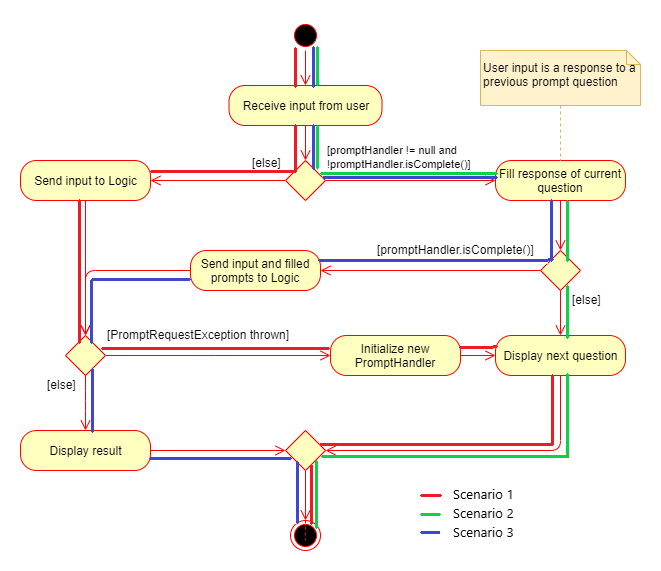 User input is a response to a
previous prompt question
Receive input from user
[promptHandler != null and
!promptHandler.isComplete()]
[else]
Send input to Logic
Fill response of current
question
[promptHandler.isComplete()]
Send input and filled
prompts to Logic
[else]
[PromptRequestException thrown]
Initialize new
PromptHandler
Display next question
[else]
Display result
Scenario 1
Scenario 2
Scenario 3